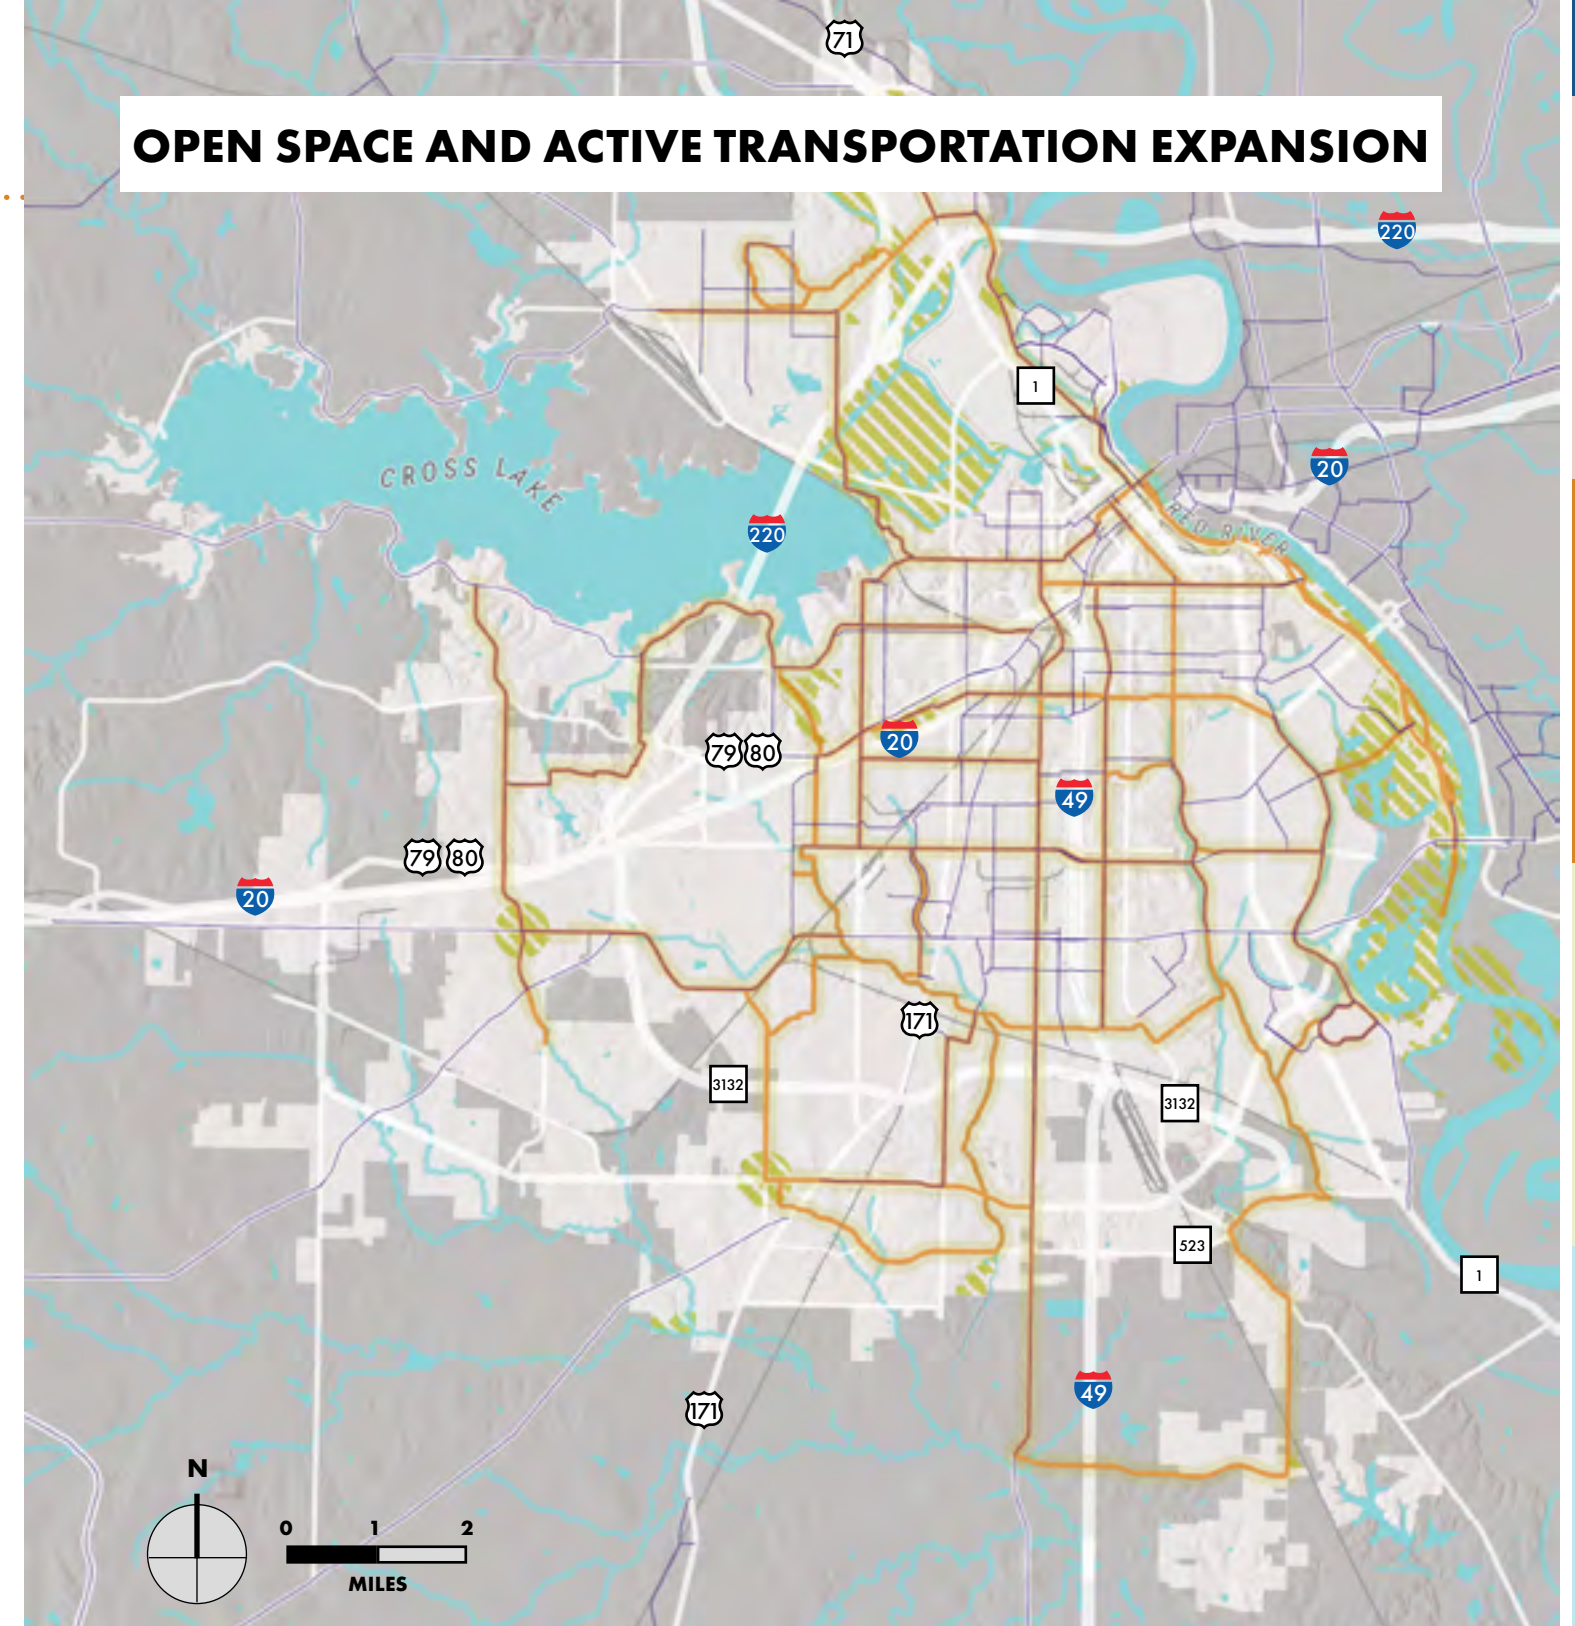 71
OPEN SPACE AND ACTIVE TRANSPORTATION EXPANSION
220
1
20
CROSS LAKE
220
RED RIVER
79 80
20
49
79 80
20
171
3132
3132
523
1
49
171
N
0 1 2
MILES